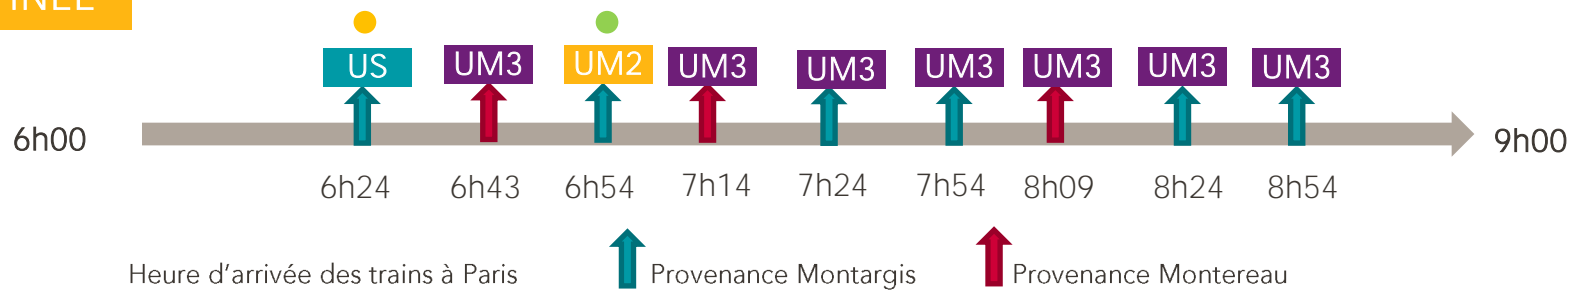 US UM3 UM2 UM3 UM3 UM3 UM3 UM3 UM3
6h00 9h00
6h24 6h43 6h54 7h14 7h24 7h54 8h09 8h24 8h54
Heure d’arrivée des trains à Paris Provenance Montargis Provenance Montereau